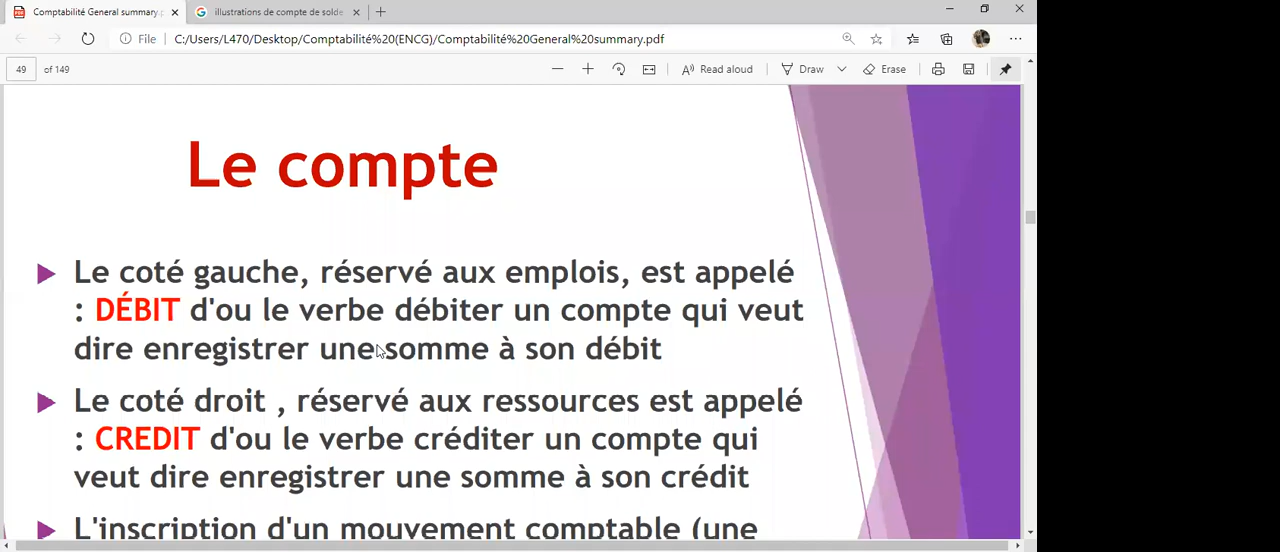 Comptabilité General summary.p
illustrations de compte de solde
File
C:/Users/L470/Desktop/Comptabilité%20(ENCG)/Comptabilité%20General%20summary.pdf
49 of 149
Read aloud
Draw
Erase
Le compte
Le coté gauche, réservé aux emplois, est appelé
: DÉBIT d'ou le verbe débiter un compte qui veut
dire enregistrer une somme à son débit
Le coté droit , réservé aux ressources est appelé
: CREDIT d'ou le verbe créditer un compte qui
veut dire enregistrer une somme à son crédit
L'inscription d'un mouvement comptable (une